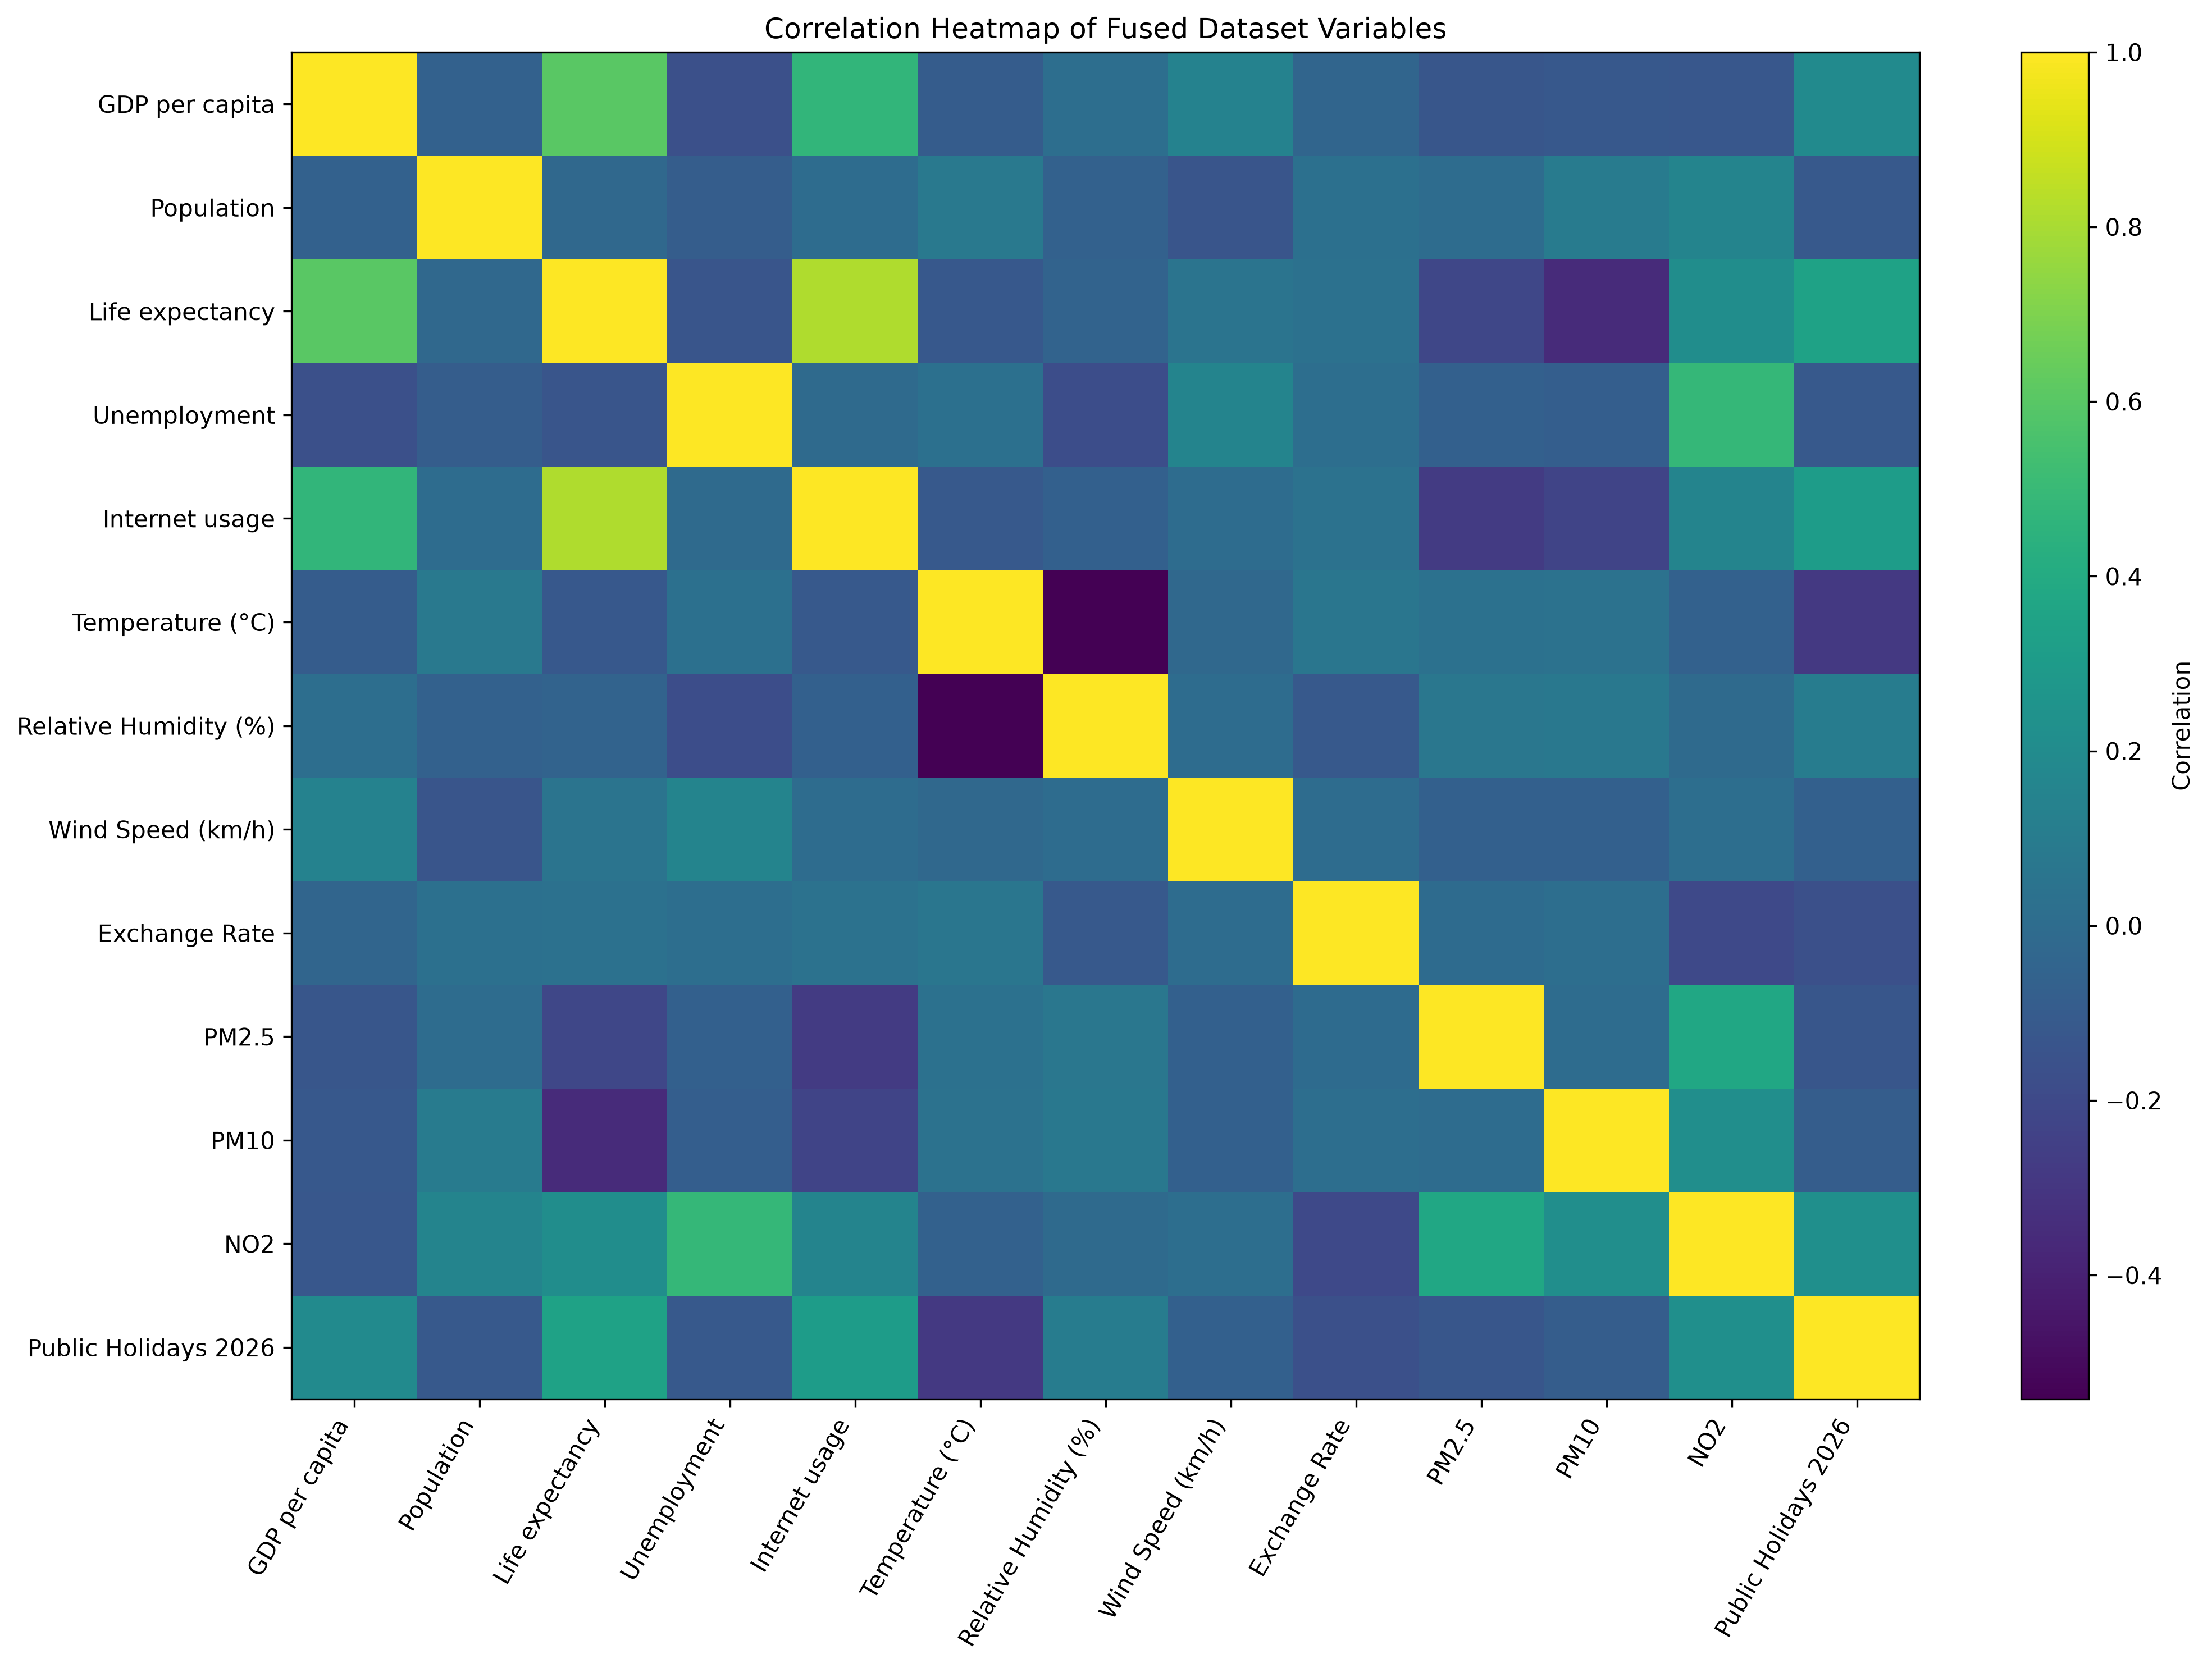 Correlation Heatmap of Fused Dataset Variables
GDP per capita
Population
Life expectancy
Unemployment
Internet usage
Temperature (°C)
Relative Humidity (%)
Wind Speed (km/h)
Exchange Rate
PM2.5
PM10
NO2
Public Holidays 2026
GDP per capita
Population
Life expectancy
Unemployment
Internet usage
Temperature (°C)
Relative Humidity (%)
Wind Speed (km/h)
Exchange Rate
PM2.5
PM10
NO2
Public Holidays 2026
1.0
0.8
0.6
0.4
0.2
0.0
−0.2
−0.4
Correlation